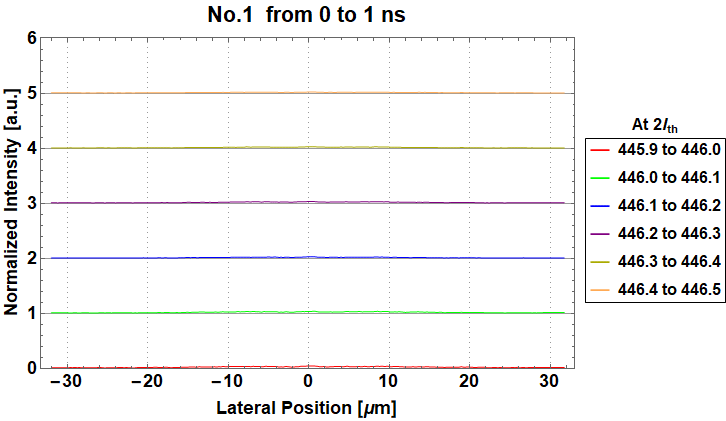 No.1 from 0 to 1 ns
Normalized Intensity [a.u.]
6
5
4
3
2
1
0
−30
−20
−10
0
10
20
30
Lateral Position [μm]
At 2Ith
445.9 to 446.0
446.0 to 446.1
446.1 to 446.2
446.2 to 446.3
446.3 to 446.4
446.4 to 446.5